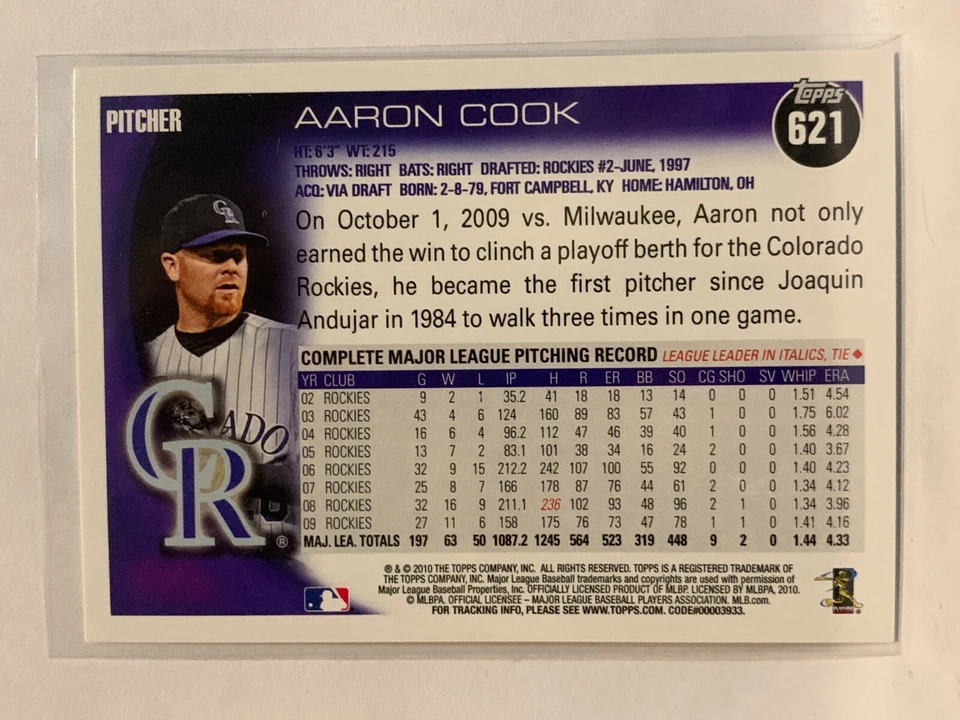 PITCHER
AARON COOK
Topps
621
HT: 6'3" WT: 215
THROWS: RIGHT BATS: RIGHT DRAFTED: ROCKIES #2-JUNE, 1997
ACQ: VIA DRAFT BORN: 2-8-79, FORT CAMPBELL, KY HOME: HAMILTON, OH
On October 1, 2009 vs. Milwaukee, Aaron not only
earned the win to clinch a playoff berth for the Colorado
Rockies, he became the first pitcher since Joaquin
Andujar in 1984 to walk three times in one game.
COMPLETE MAJOR LEAGUE PITCHING RECORD LEAGUE LEADER IN ITALICS, TIE ♦
YR CLUB G W L IP H R ER BB SO CG SHO SV WHIP ERA
02 ROCKIES 9 2 1 35.2 41 18 18 13 14 0 0 0 1.51 4.54
03 ROCKIES 43 4 6 124 160 89 83 57 43 1 0 0 1.75 6.02
04 ROCKIES 16 6 4 96.2 112 47 46 39 40 1 0 0 1.56 4.28
05 ROCKIES 13 7 2 83.1 101 38 34 16 24 2 0 0 1.40 3.67
06 ROCKIES 32 9 15 212.2 242 107 100 55 92 0 0 0 1.40 4.23
07 ROCKIES 25 8 7 166 178 87 76 44 61 2 0 0 1.34 4.12
08 ROCKIES 32 16 9 211.1 236 102 93 48 96 2 1 0 1.34 3.96
09 ROCKIES 27 11 6 158 175 76 73 47 78 1 1 0 1.41 4.16
MAJ. LEA. TOTALS 197 63 50 1087.2 1245 564 523 319 448 9 2 0 1.44 4.33
CR
ADO
CR
®
® & © 2010 THE TOPPS COMPANY, INC. ALL RIGHTS RESERVED. TOPPS IS A REGISTERED TRADEMARK OF
THE TOPPS COMPANY, INC. Major League Baseball trademarks and copyrights are used with permission of
Major League Baseball Properties, Inc. OFFICIALLY LICENSED PRODUCT OF MLBP. LICENSED BY MLBPA, 2010.
© MLBPA. OFFICIAL LICENSEE – MAJOR LEAGUE BASEBALL PLAYERS ASSOCIATION. MLB.com.
FOR TRACKING INFO, PLEASE SEE WWW.TOPPS.COM. CODE#00003933.